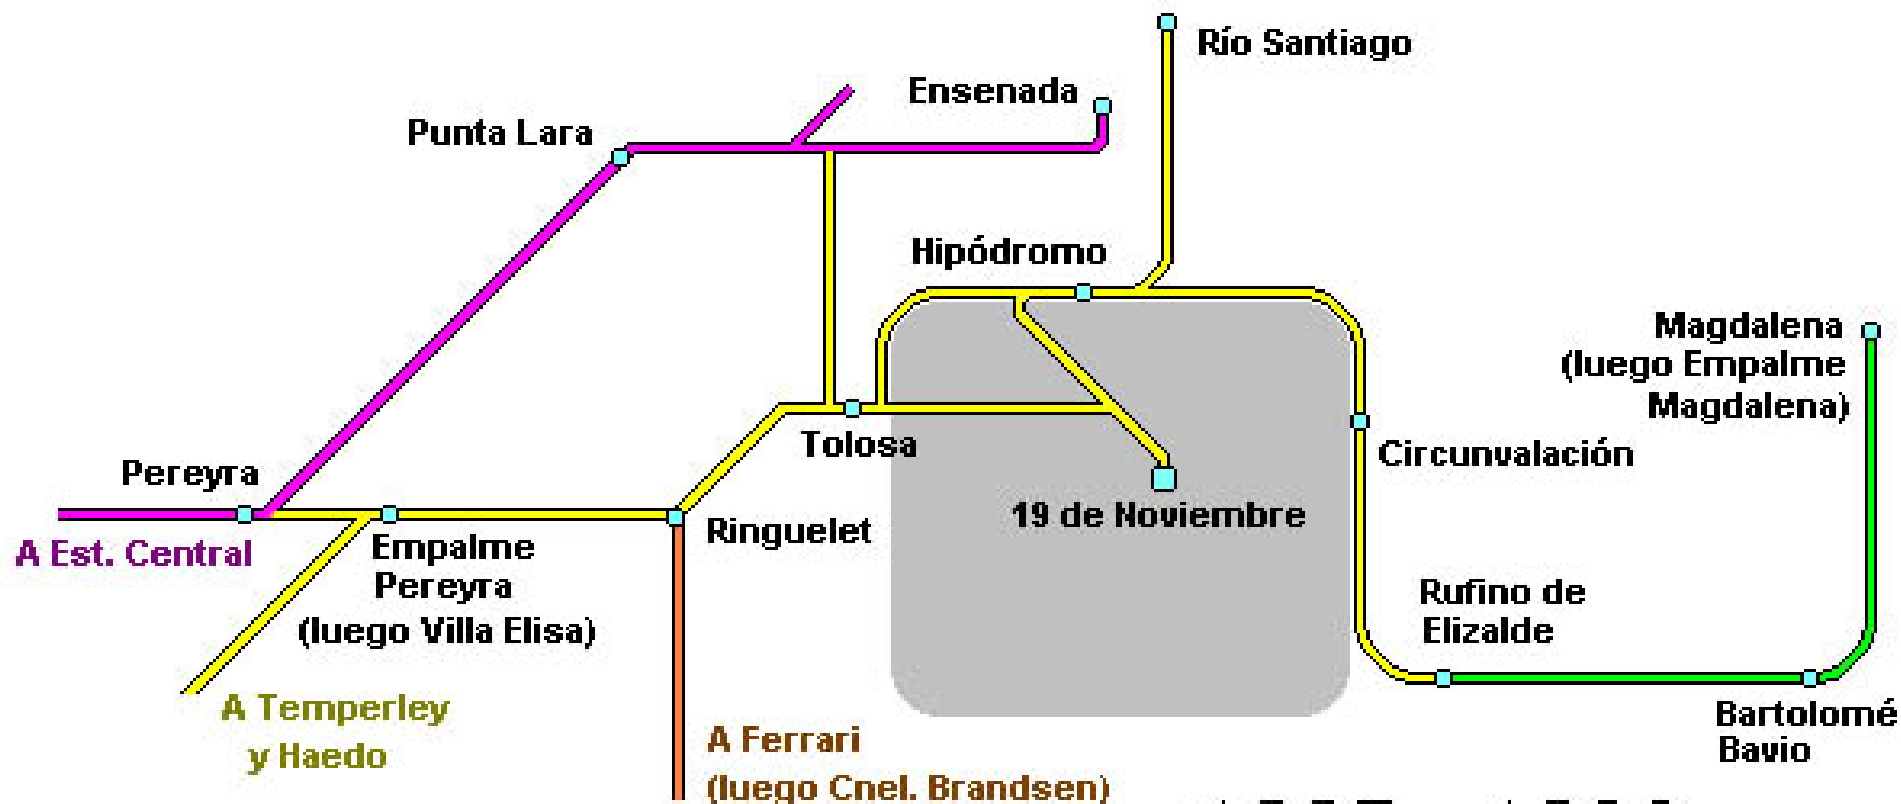 Río Santiago
Ensenada
Punta Lara
Hipódromo
Magdalena
(luego Empalme
Magdalena)
Tolosa
Circunvalación
Pereyra
19 de Noviembre
Ringuelet
A Est. Central
Empalme
Pereyra
(luego Villa Elisa)
Rufino de
Elizalde
A Temperley
y Haedo
Bartolomé
Bavio
A Ferrari
(luego Cnel. Brandsen)